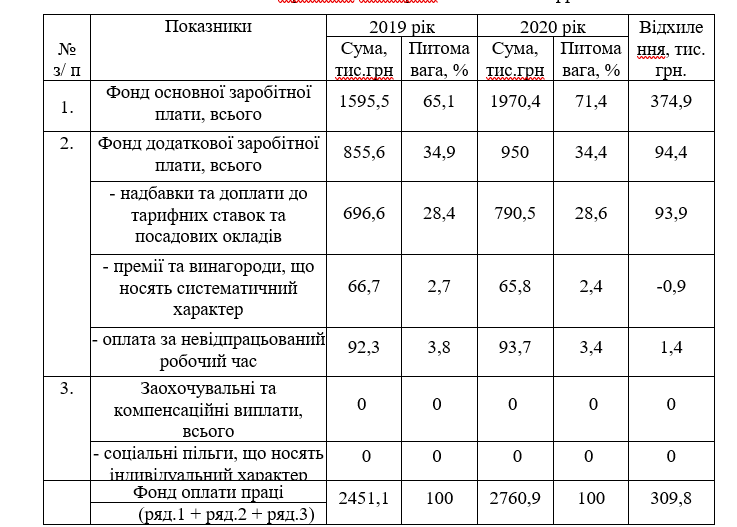 №
з/ п
Показники
2019 рік
2020 рік
Відхиле
ння, тис.
грн.
Сума,
тис.грн
Питома
вага, %
Сума,
тис.грн
Питома
вага, %
1.
Фонд основної заробітної
плати, всього
1595,5
65,1
1970,4
71,4
374,9
2.
Фонд додаткової заробітної
плати, всього
855,6
34,9
950
34,4
94,4
- надбавки та доплати до
тарифних ставок та
посадових окладів
696,6
28,4
790,5
28,6
93,9
- премії та винагороди, що
носять систематичний
характер
66,7
2,7
65,8
2,4
-0,9
- оплата за невідпрацьований
робочий час
92,3
3,8
93,7
3,4
1,4
3.
Заохочувальні та
компенсаційні виплати,
всього
0
0
0
0
0
- соціальні пільги, що носять
індивідуальний характер
0
0
0
0
0
Фонд оплати праці
(ряд.1 + ряд.2 + ряд.3)
2451,1
100
2760,9
100
309,8